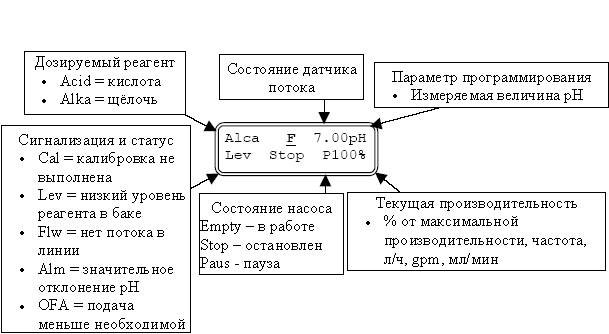 Дозируемый реагент
• Acid = кислота
• Alka = щёлочь
Состояние датчика
потока
Параметр программирования
• Измеряемая величина pH
Alca F 7.00pH
Lev Stop P100%
Сигнализация и статус
• Cal = калибровка не
выполнена
• Lev = низкий уровень
реагента в баке
• Flw = нет потока в
линии
• Alm = значительное
отклонение pH
• OFA = подача
меньше необходимой
Состояние насоса
Empty – в работе
Stop – остановлен
Paus - пауза
Текущая производительность
• % от максимальной
производительности, частота,
л/ч, gpm, мл/мин